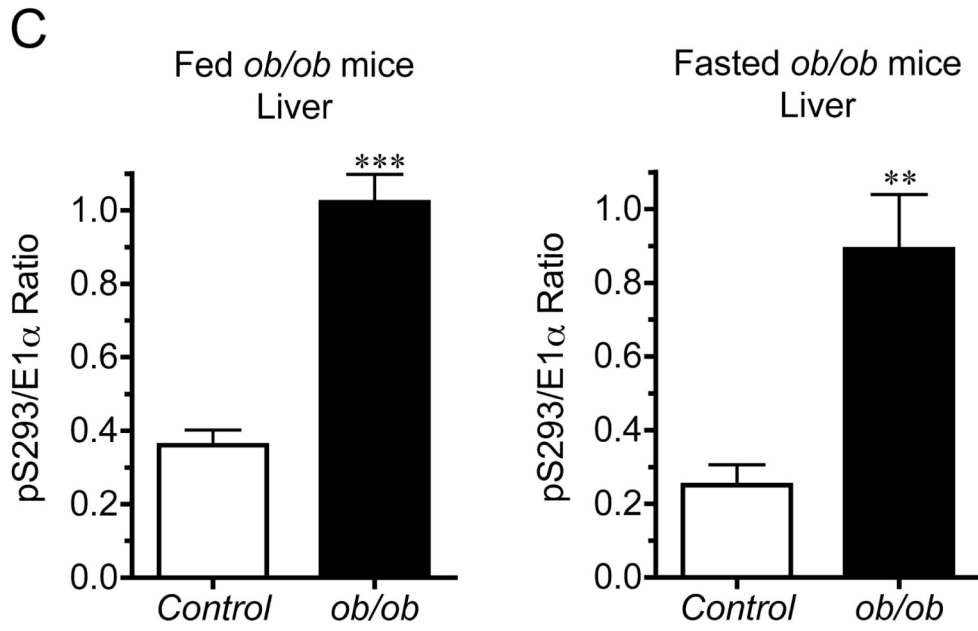 C
Fed ob/ob mice
Liver
pS293/E1α Ratio
1.0
0.8
0.6
0.4
0.2
0.0
***
Control
ob/ob
Fasted ob/ob mice
Liver
pS293/E1α Ratio
1.0
0.8
0.6
0.4
0.2
0.0
**
Control
ob/ob